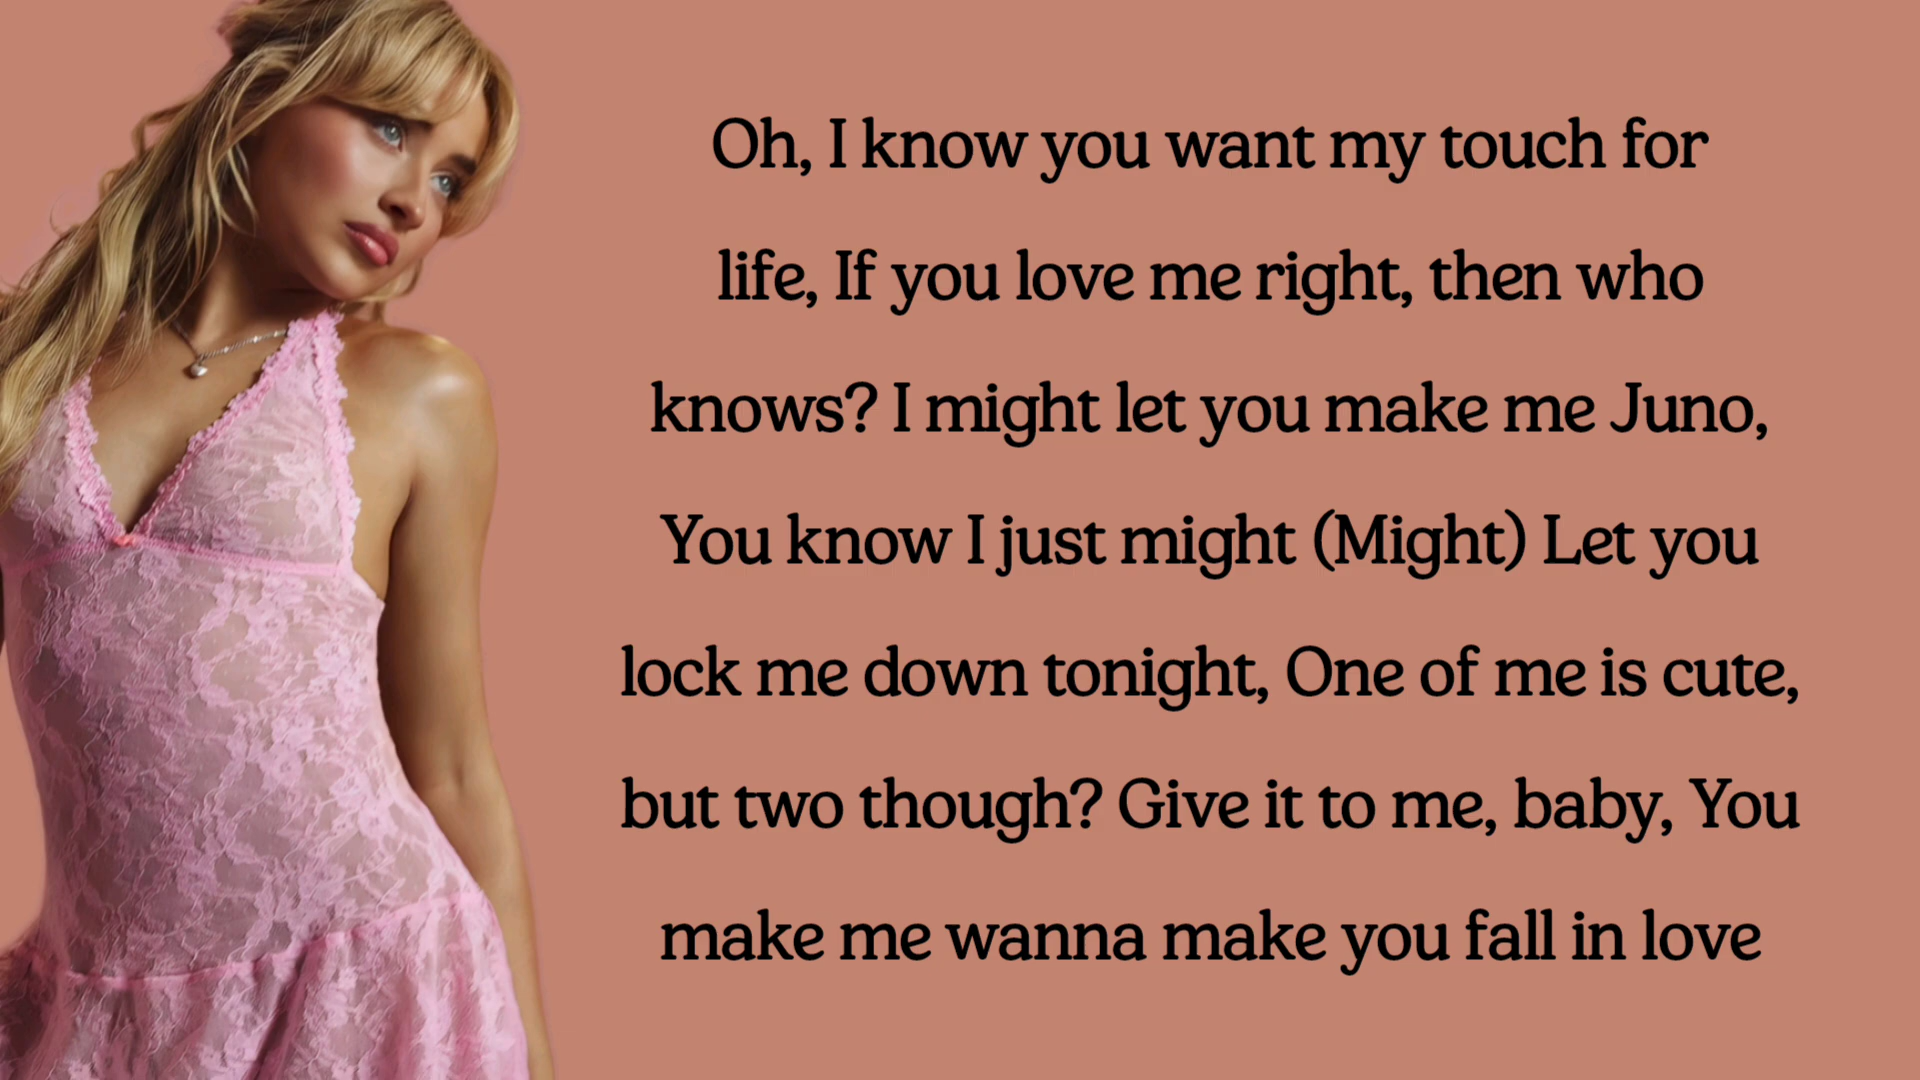 Oh, I know you want my touch for
life, If you love me right, then who
knows? I might let you make me Juno,
You know I just might (Might) Let you
lock me down tonight, One of me is cute,
but two though? Give it to me, baby, You
make me wanna make you fall in love